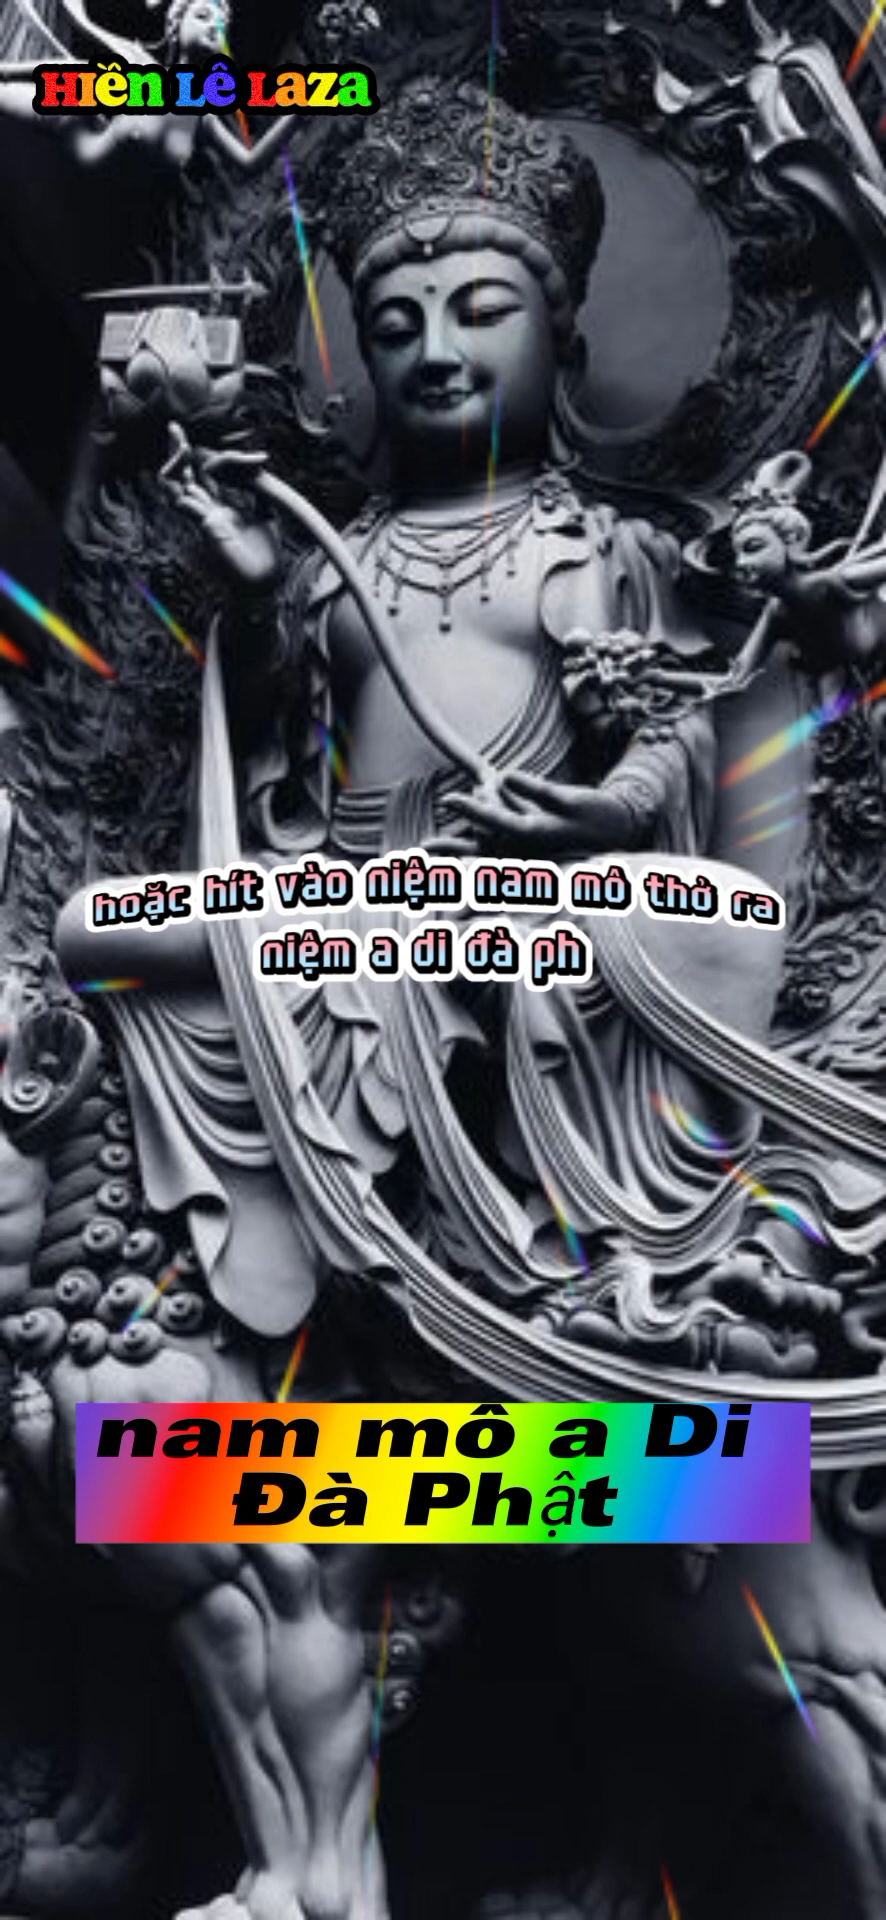 Hiền Lê Laza
hoặc hít vào niệm nam mô thở ra
niệm a di đà ph
nam mô a Di
Đà Phật